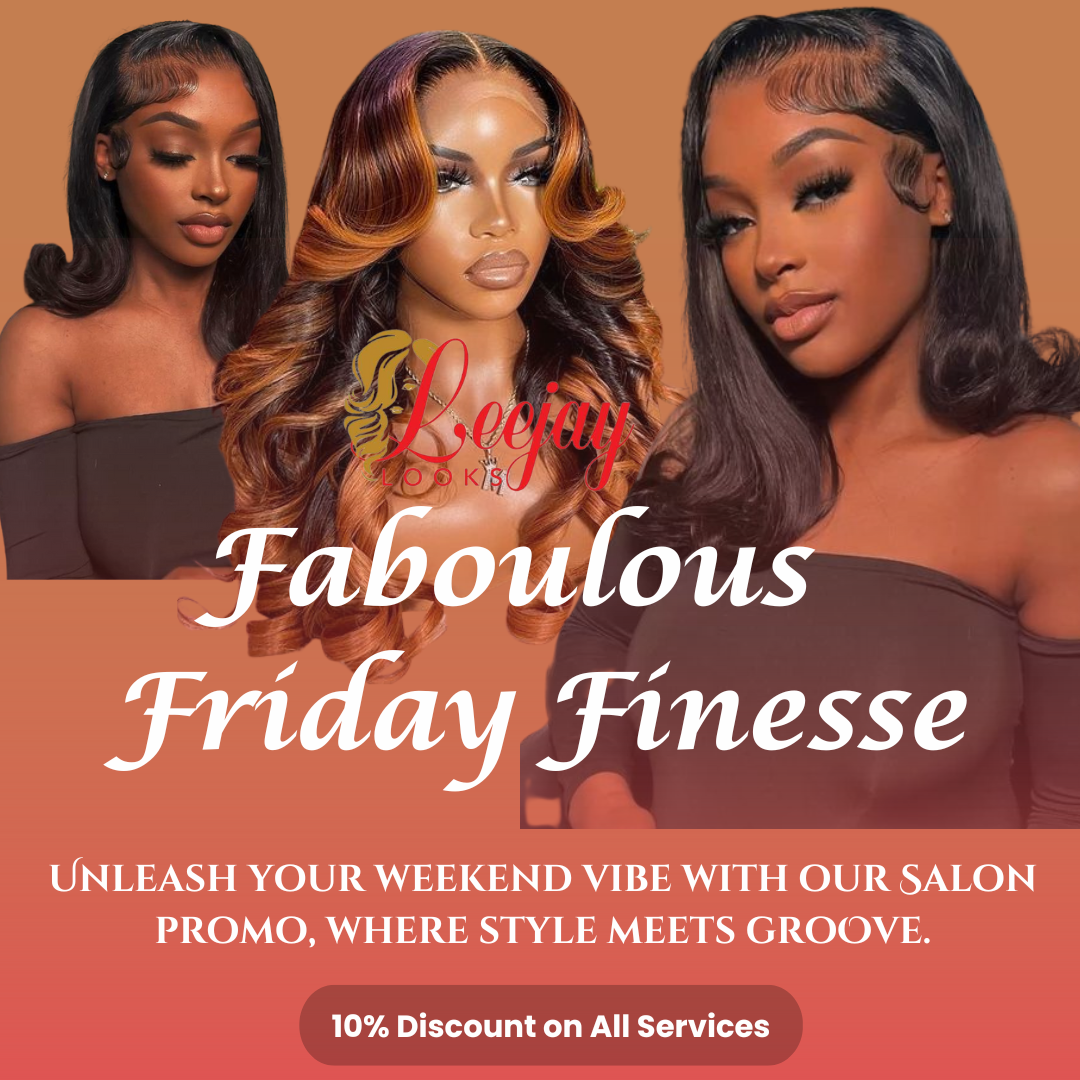 Leejay
LOOKS
Faboulous
Friday Finesse
Unleash your weekend vibe with our Salon
promo, where style meets groove.
10% Discount on All Services